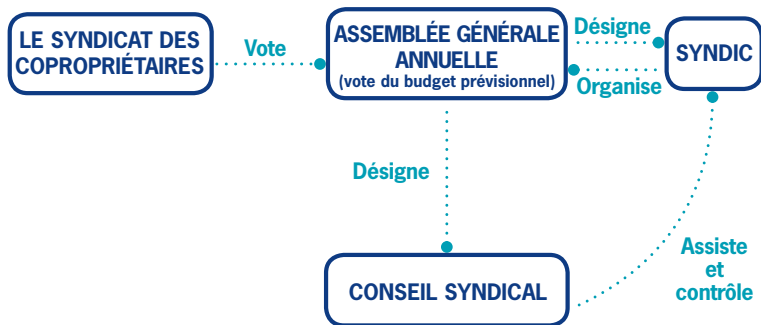 LE SYNDICAT DES
COPROPRIÉTAIRES
Vote
ASSEMBLÉE GÉNÉRALE
ANNUELLE
(vote du budget prévisionnel)
Désigne
Organise
SYNDIC
Désigne
CONSEIL SYNDICAL
Assiste
et
contrôle